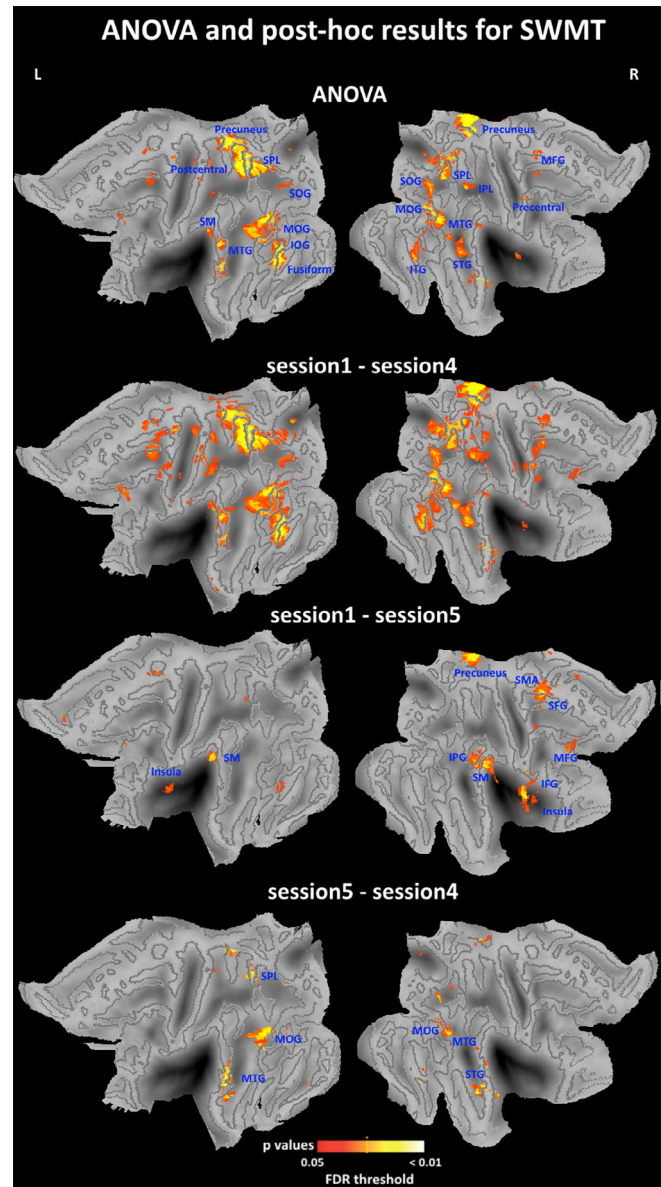 ANOVA and post-hoc results for SWMT
L
R
ANOVA
Precuneus
Postcentral
SPL
SOG
SM
MOG
MTG
IOG
Fusiform
Precuneus
MFG
SOG
SPL
IPL
MOG
Precentral
MTG
ITG
STG
session1 - session4
session1 - session5
Insula
SM
Precuneus
SMA
SFG
IPG
MFG
SM
IFG
Insula
session5 - session4
SPL
MOG
MTG
MOG
MTG
STG
p values
0.05
< 0.01
FDR threshold